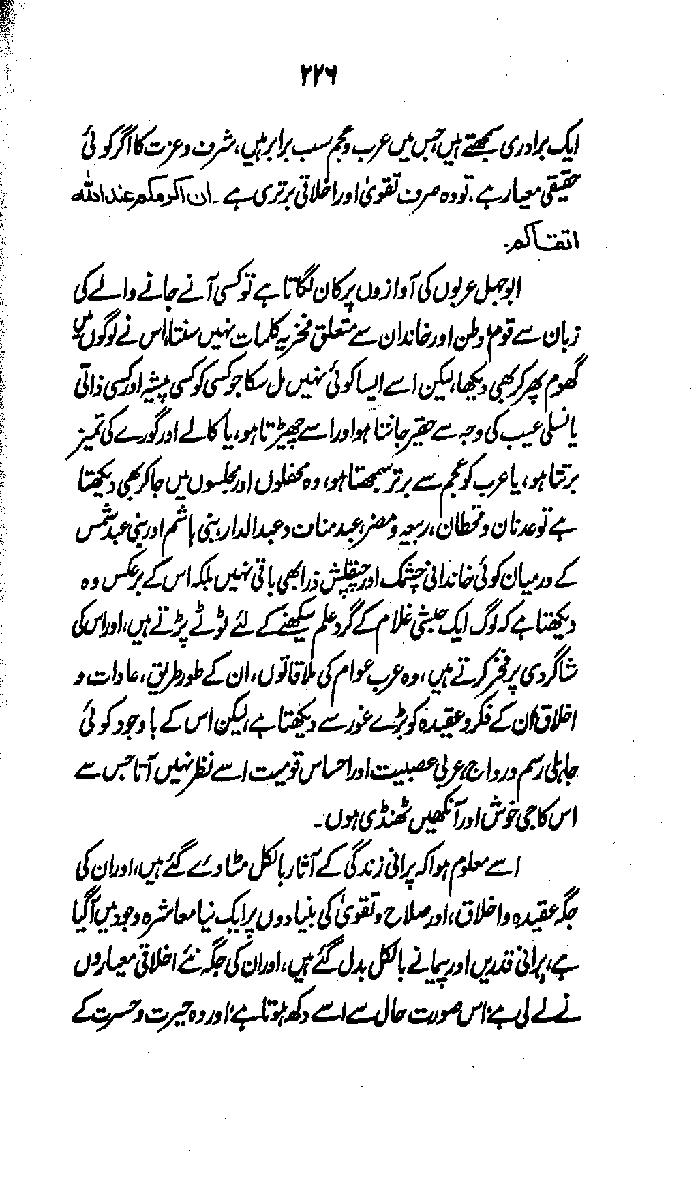 ۲۲۶
ایک برادری سمجھتے ہیں جس میں عرب و عجم سب برابر ہیں، شرف و عزت کا اگر کوئی
حقیقی معیار ہے، تو وہ صرف تقویٰ اور اخلاقی برتری ہے۔ ان اکرمکم عند اللہ
اتقاکم۔
ابوجہل عربوں کی آوازوں پر کان لگاتا ہے تو کسی آنے جانے والے کی
زبان سے قوم و وطن اور خاندان سے متعلق فخریہ کلمات نہیں سنتا، اس نے لوگوں میں
گھوم پھر کر بھی دیکھا، لیکن اسے ایسا کوئی نہیں مل سکا جو کسی کو کسی پیشہ اور کسی ذاتی
یا نسلی عیب کی وجہ سے حقیر جانتا ہو اور اسے چھیڑتا ہو، یا کالے اور گورے کی تمیز
برتتا ہو، یا عرب کو عجم سے برتر سمجھتا ہو، وہ محفلوں اور مجلسوں میں جا کر بھی دیکھتا
ہے تو عدنان و قحطان، ربیعہ و مضر، عبد منات و عبد الدار، بنی ہاشم اور بنی عبد شمس
کے درمیان کوئی خاندانی چشمک اور چپقلش ذرا بھی باقی نہیں بلکہ اس کے برعکس وہ
دیکھتا ہے کہ لوگ ایک حبشی غلام کے گرد علم سیکھنے کے لئے ٹوٹے پڑتے ہیں، اور اس کی
شاگردی پر فخر کرتے ہیں، وہ عرب عوام کی ملاقاتوں، ان کے طور طریق، عادات و
اخلاق، ان کے فکر و عقیدہ کو بڑے غور سے دیکھتا ہے، لیکن اس کے باوجود کوئی
جاہلی رسم و رواج، عربی عصبیت اور احساس قومیت اسے نظر نہیں آتا جس سے
اس کا جی خوش اور آنکھیں ٹھنڈی ہوں۔
اسے معلوم ہوا کہ پرانی زندگی کے آثار بالکل مٹا دئے گئے ہیں، اور ان کی
جگہ عقیدہ و اخلاق، اور صلاح و تقویٰ کی بنیادوں پر ایک نیا معاشرہ وجود میں آ گیا
ہے، پرانی قدریں اور پیمانے بالکل بدل گئے ہیں، اور ان کی جگہ نئے اخلاقی معیاروں
نے لے لی ہے، اس صورت حال سے اسے دکھ ہوتا ہے، اور وہ حیرت و حسرت کے